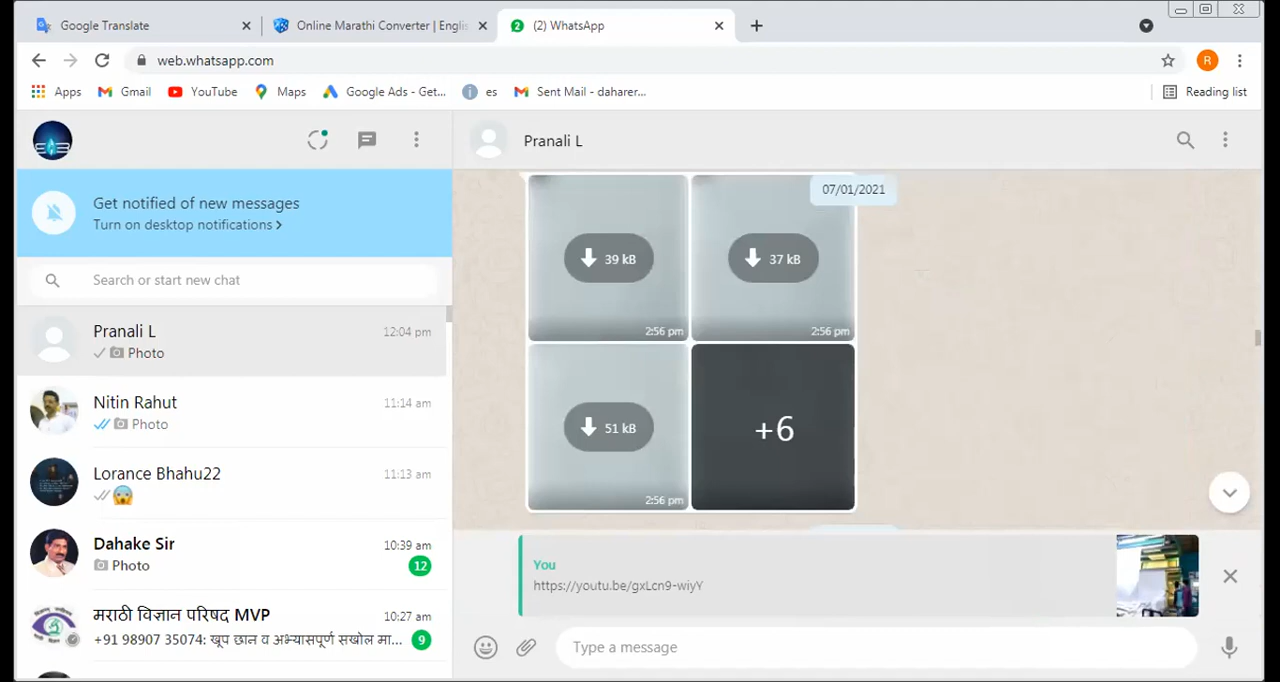 Google Translate
Online Marathi Converter | Englis
(2) WhatsApp
web.whatsapp.com
R
Apps
Gmail
YouTube
Maps
Google Ads - Get...
es
Sent Mail - daharer...
Reading list
Pranali L
Get notified of new messages
Turn on desktop notifications >
Search or start new chat
Pranali L
12:04 pm
Photo
Nitin Rahut
11:14 am
Photo
Lorance Bhahu22
11:13 am
Dahake Sir
10:39 am
Photo
12
मराठी विज्ञान परिषद MVP
10:27 am
+91 98907 35074: खूप छान व अभ्यासपूर्ण सखोल मा...
9
07/01/2021
39 kB
37 kB
2:56 pm
2:56 pm
51 kB
+6
2:56 pm
You
https://youtu.be/gxLcn9-wiyY
Type a message